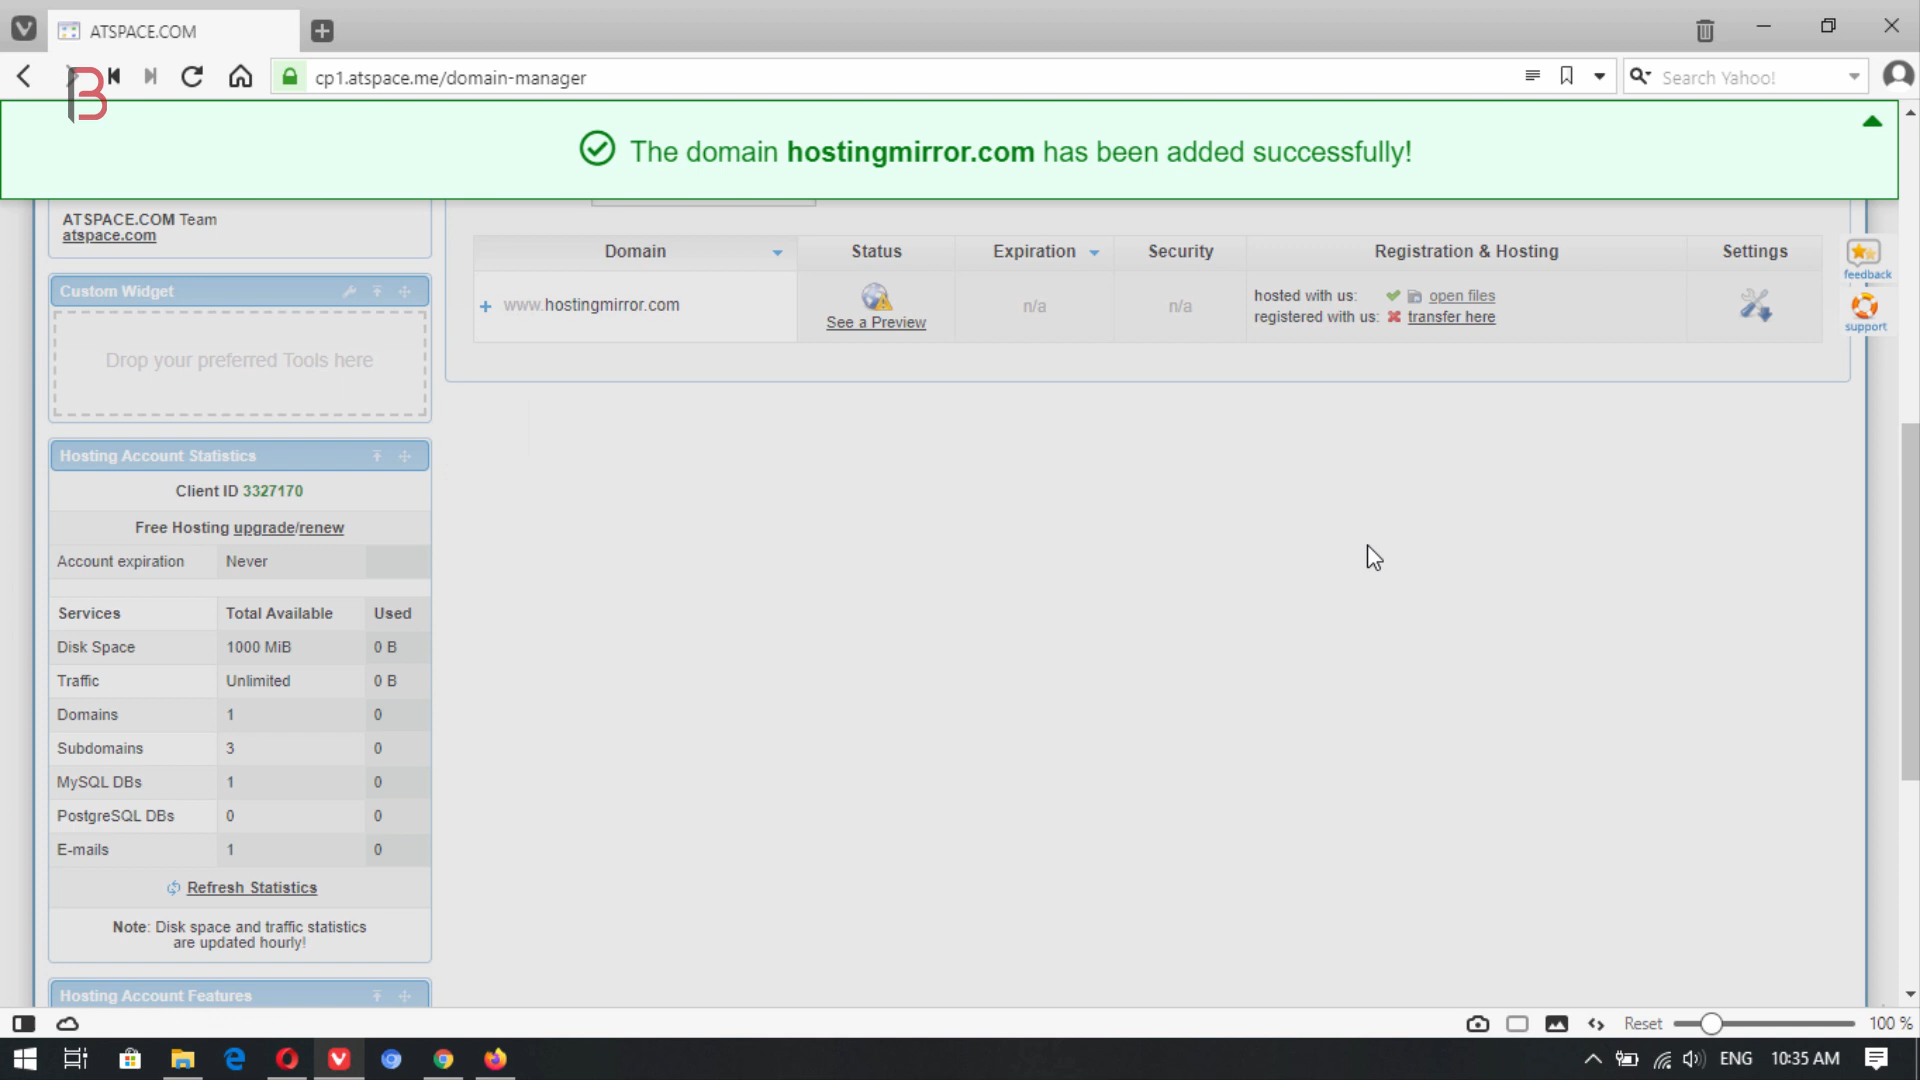 ATSPACE.COM
cp1.atspace.me/domain-manager
Search Yahoo!
The domain hostingmirror.com has been added successfully!
ATSPACE.COM Team
atspace.com
Custom Widget
Drop your preferred Tools here
Hosting Account Statistics
Client ID 3327170
Free Hosting upgrade/renew
Account expiration Never
Services Total Available Used
Disk Space 1000 MiB 0 B
Traffic Unlimited 0 B
Domains 1 0
Subdomains 3 0
MySQL DBs 1 0
PostgreSQL DBs 0 0
E-mails 1 0
Refresh Statistics
Note: Disk space and traffic statistics
are updated hourly!
Hosting Account Features
Domain Status Expiration Security Registration & Hosting Settings
www.hostingmirror.com
See a Preview
n/a
n/a
hosted with us: open files
registered with us: transfer here
feedback
support
Reset
100 %
ENG
10:35 AM